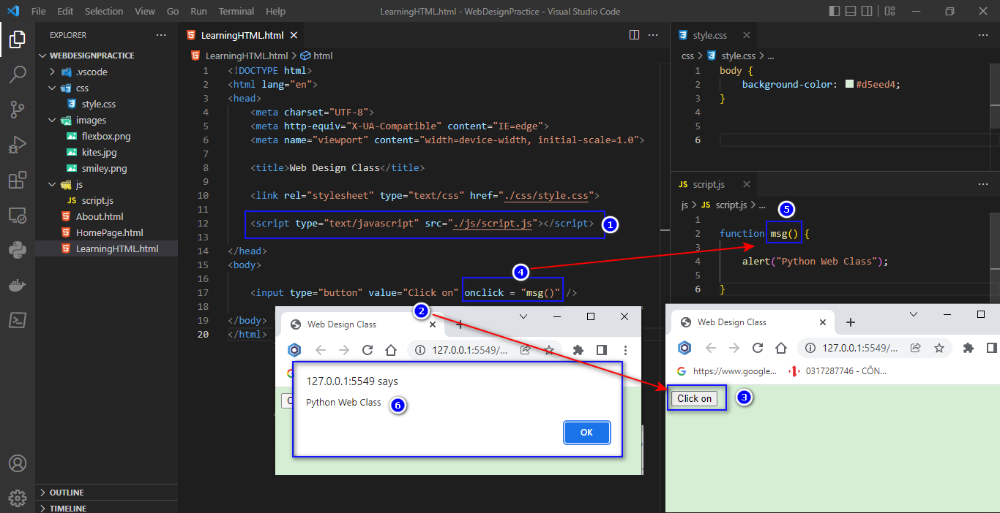 File Edit Selection View Go Run Terminal Help
LearningHTML.html - WebDesignPractice - Visual Studio Code
EXPLORER
WEBDESIGNPRACTICE
.vscode
css
style.css
images
flexbox.png
kites.jpg
smiley.png
js
JS script.js
About.html
HomePage.html
LearningHTML.html
OUTLINE
TIMELINE
LearningHTML.html
LearningHTML.html > html
1 <!DOCTYPE html>
2 <html lang="en">
3 <head>
4 <meta charset="UTF-8">
5 <meta http-equiv="X-UA-Compatible" content="IE=edge">
6 <meta name="viewport" content="width=device-width, initial-scale=1.0">
7
8 <title>Web Design Class</title>
9
10 <link rel="stylesheet" type="text/css" href="./css/style.css">
11
12 <script type="text/javascript" src="./js/script.js"></script>
1
13
14 </head>
15 <body>
4
16
17 <input type="button" value="Click on" onclick = "msg()" />
18
2
19 </body>
20 </html>
style.css
css > style.css > ...
1 body {
2 background-color: #d5eed4;
3 }
4
5
6
JS script.js
js > JS script.js > ...
5
1
2 function msg() {
3
4 alert("Python Web Class");
5
6 }
Web Design Class
127.0.0.1:5549/...
G
C
127.0.0.1:5549 says
Python Web Class
6
OK
Web Design Class
127.0.0.1:5549/...
G https://www.google... 0317287746 - CÔN...
Click on
3